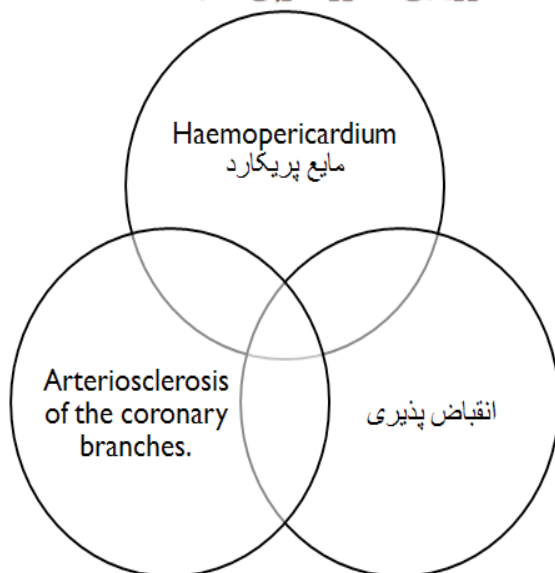 Haemopericardium
مایع پریکارد
Arteriosclerosis
of the coronary
branches.
انقباض پذیری